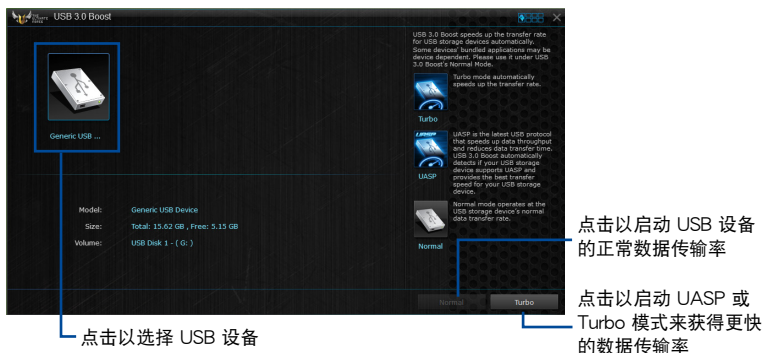 THE ULTIMATE FORCE
USB 3.0 Boost
USB 3.0 Boost speeds up the transfer rate
for USB storage devices automatically.
Some devices' bundled applications may be
device dependent. Please use it under USB
3.0 Boost's Normal Mode.
Turbo mode automatically
speeds up the transfer rate.
Turbo
UASP
UASP is the latest USB protocol
that speeds up data throughput
and reduces data transfer time.
USB 3.0 Boost automatically
detects if your USB storage
device supports UASP and
provides the best transfer
speed for your USB storage
device.
UASP
Normal mode operates at the
USB storage device's normal
data transfer rate.
Normal
Generic USB ...
Model: Generic USB Device
Size: Total: 15.62 GB , Free: 5.15 GB
Volume: USB Disk 1 - ( G: )
Normal
Turbo
点击以启动 USB 设备
的正常数据传输率
点击以启动 UASP 或
Turbo 模式来获得更快
的数据传输率
点击以选择 USB 设备